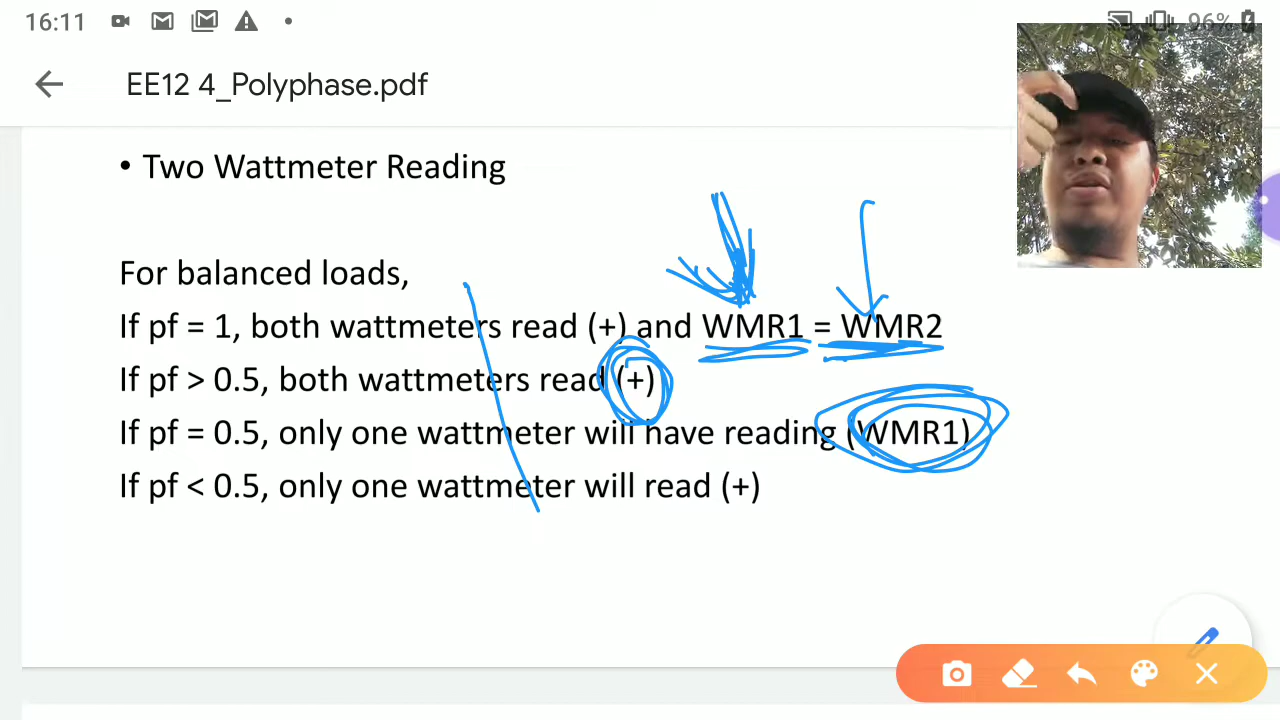 16:11
96%
EE12 4_Polyphase.pdf
• Two Wattmeter Reading
For balanced loads,
If pf = 1, both wattmeters read (+) and WMR1 = WMR2
If pf > 0.5, both wattmeters read (+)
If pf = 0.5, only one wattmeter will have reading (WMR1)
If pf < 0.5, only one wattmeter will read (+)